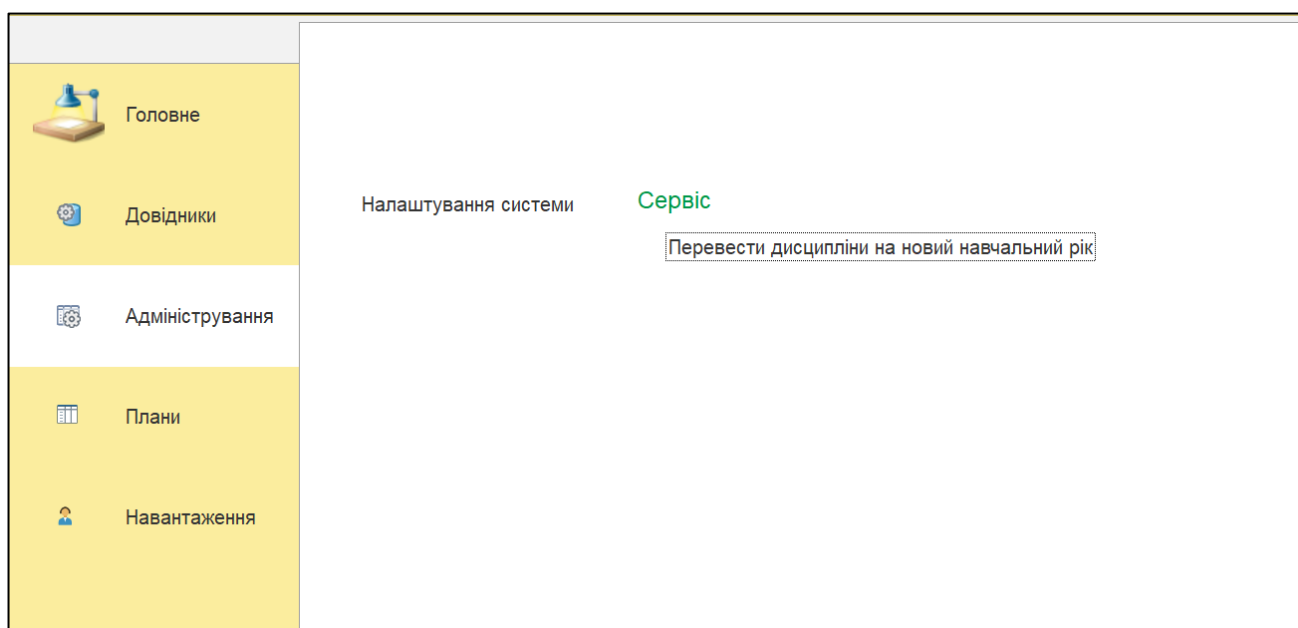 Головне
Довідники
Адміністрування
Плани
Навантаження
Налаштування системи
Сервіс
Перевести дисципліни на новий навчальний рік